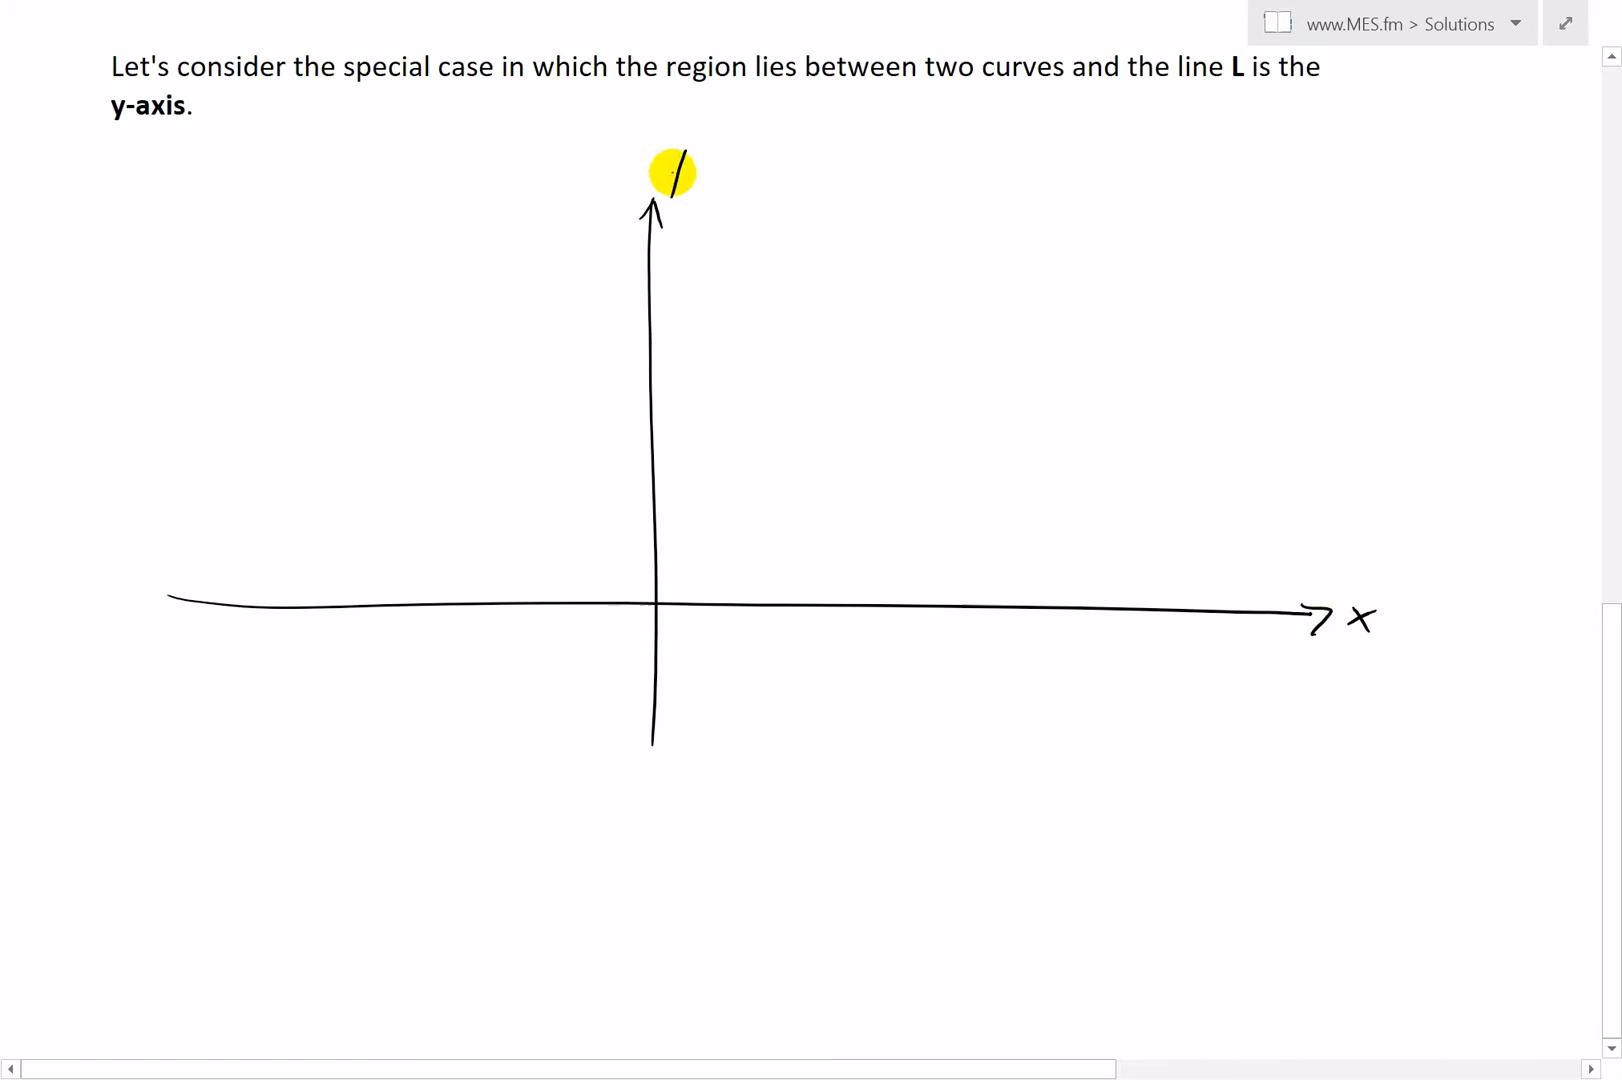 www.MES.fm > Solutions
Let's consider the special case in which the region lies between two curves and the line L is the
y-axis.
x